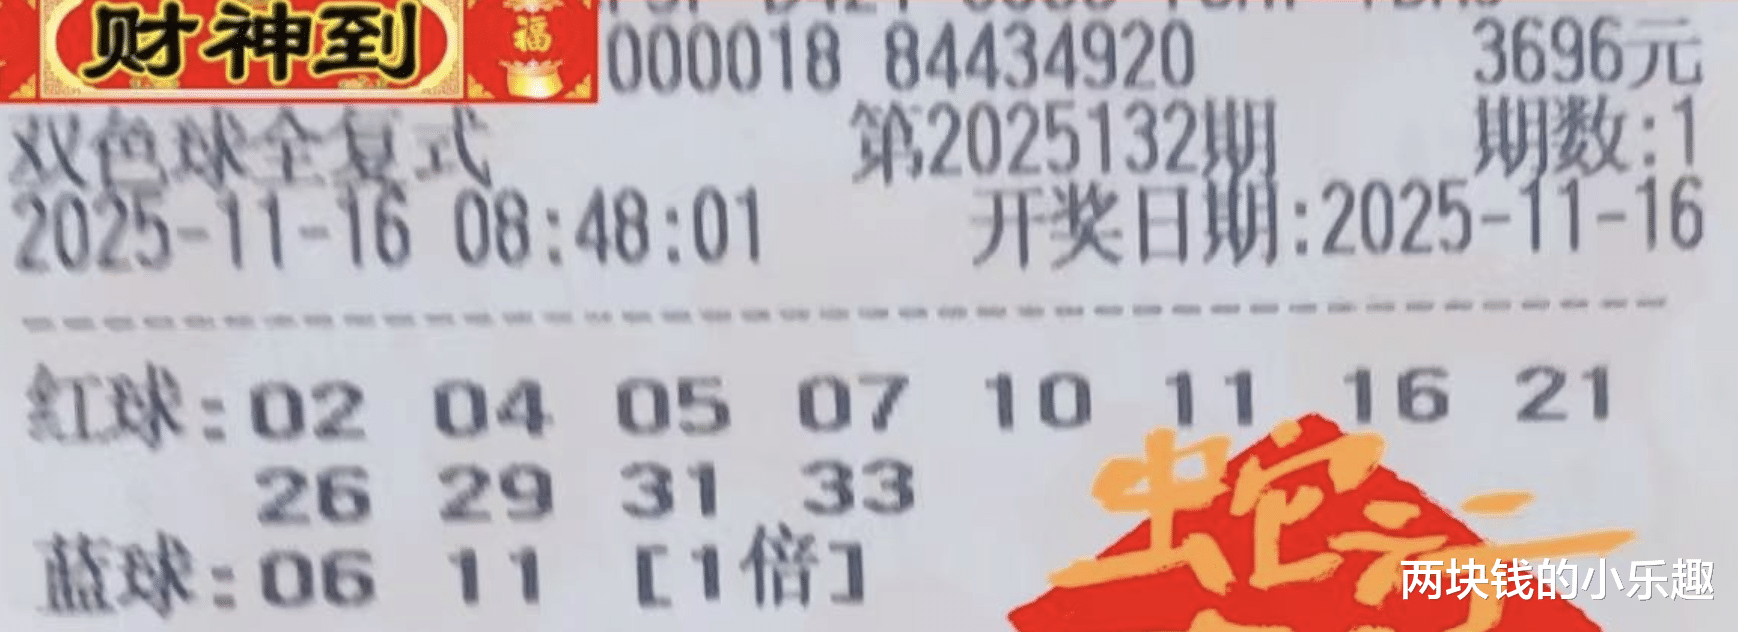 财神到
福
000018 84434920 3696元
双色球全复式 第2025132期 期数:1
2025-11-16 08:48:01 开奖日期:2025-11-16
红球:02 04 05 07 10 11 16 21
26 29 31 33
蓝球:06 11 [1倍]
蛇行
两块钱的小乐趣